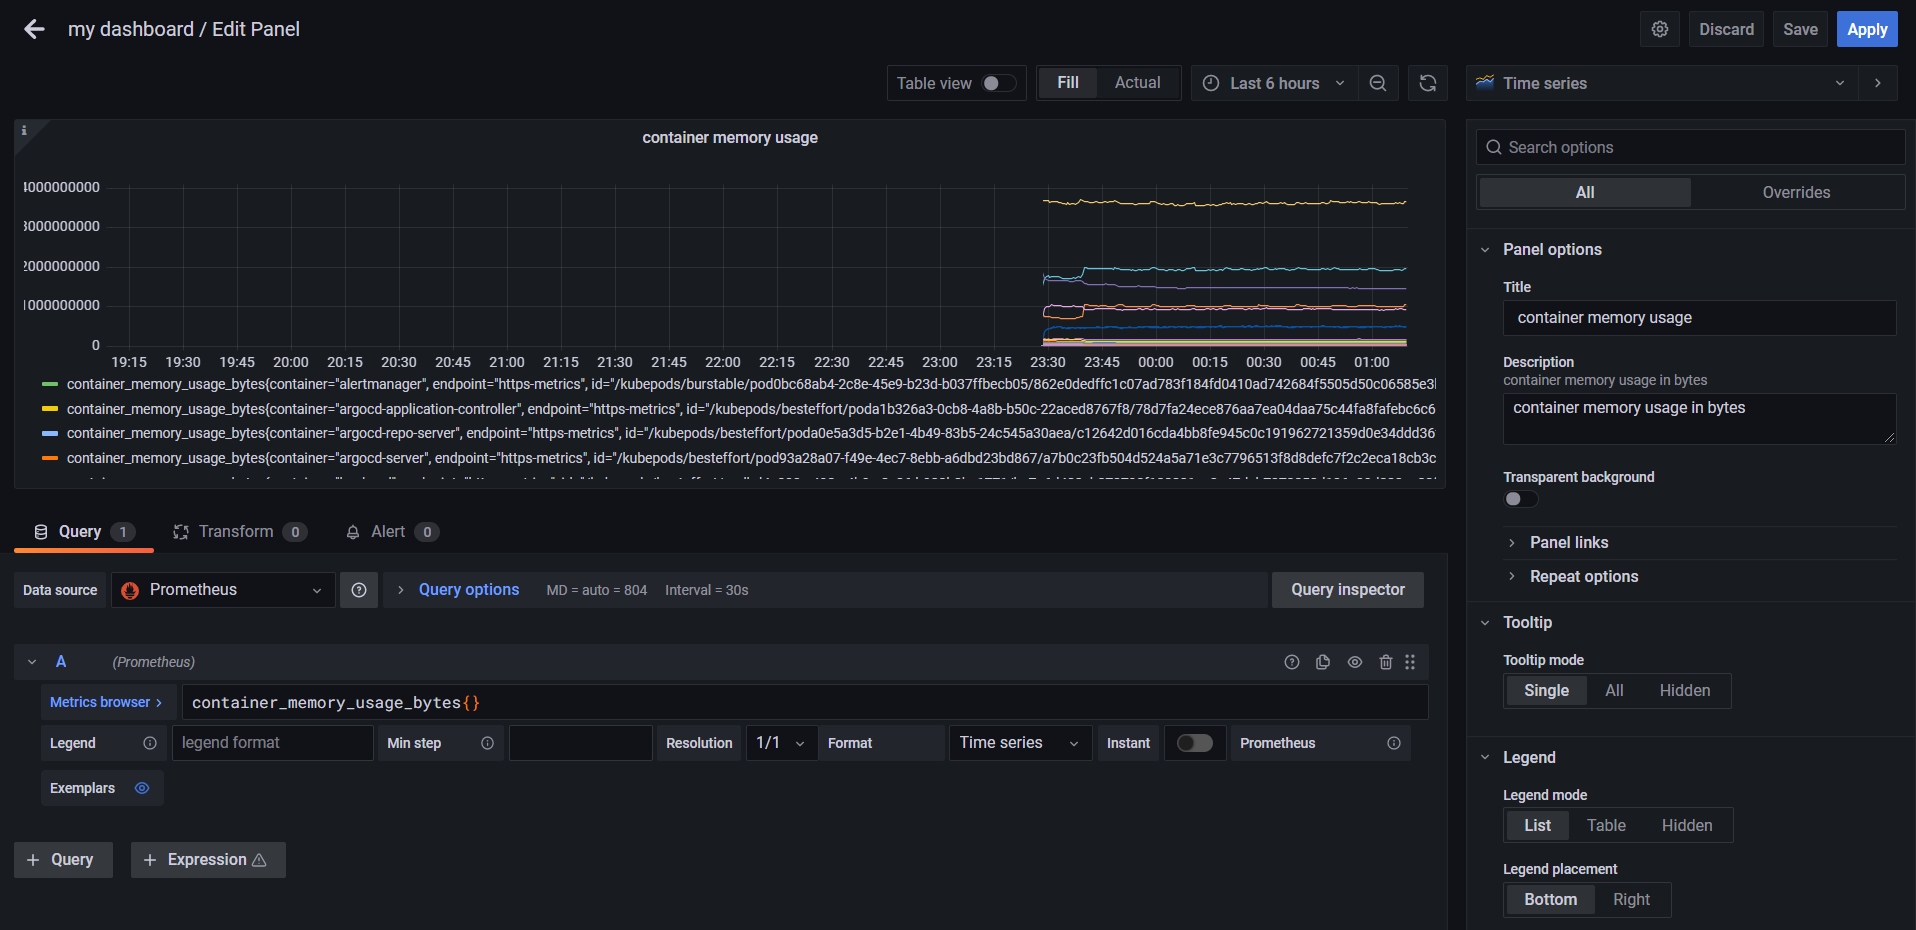 my dashboard / Edit Panel
Discard
Save
Apply
Table view
Fill
Actual
Last 6 hours
Time series
container memory usage
4000000000
3000000000
2000000000
1000000000
0
19:15 19:30 19:45 20:00 20:15 20:30 20:45 21:00 21:15 21:30 21:45 22:00 22:15 22:30 22:45 23:00 23:15 23:30 23:45 00:00 00:15 00:30 00:45 01:00
container_memory_usage_bytes{container="alertmanager", endpoint="https-metrics", id="/kubepods/burstable/pod0bc68ab4-2c8e-45e9-b23d-b037ffbecb05/862e0dedffc1c07ad783f184fd0410ad742684f5505d50c06585e3
container_memory_usage_bytes{container="argocd-application-controller", endpoint="https-metrics", id="/kubepods/besteffort/poda1b326a3-0cb8-4a8b-b50c-22aced8767f8/78d7fa24ece876aa7ea04daa75c44fa8fafebc6c6
container_memory_usage_bytes{container="argocd-repo-server", endpoint="https-metrics", id="/kubepods/besteffort/poda0e5a3d5-b2e1-4b49-83b5-24c545a30aea/c12642d016cda4bb8fe945c0c191962721359d0e34ddd36
container_memory_usage_bytes{container="argocd-server", endpoint="https-metrics", id="/kubepods/besteffort/pod93a28a07-f49e-4ec7-8ebb-a6dbd23bd867/a7b0c23fb504d524a5a71e3c7796513f8d8defc7f2c2eca18cb3c
Query 1
Transform 0
Alert 0
Data source
Prometheus
Query options
MD = auto = 804
Interval = 30s
Query inspector
A
(Prometheus)
Metrics browser >
container_memory_usage_bytes{}
Legend
legend format
Min step
Resolution
1/1
Format
Time series
Instant
Prometheus
Exemplars
+ Query
+ Expression
Search options
All
Overrides
Panel options
Title
container memory usage
Description
container memory usage in bytes
container memory usage in bytes
Transparent background
Panel links
Repeat options
Tooltip
Tooltip mode
Single
All
Hidden
Legend
Legend mode
List
Table
Hidden
Legend placement
Bottom
Right